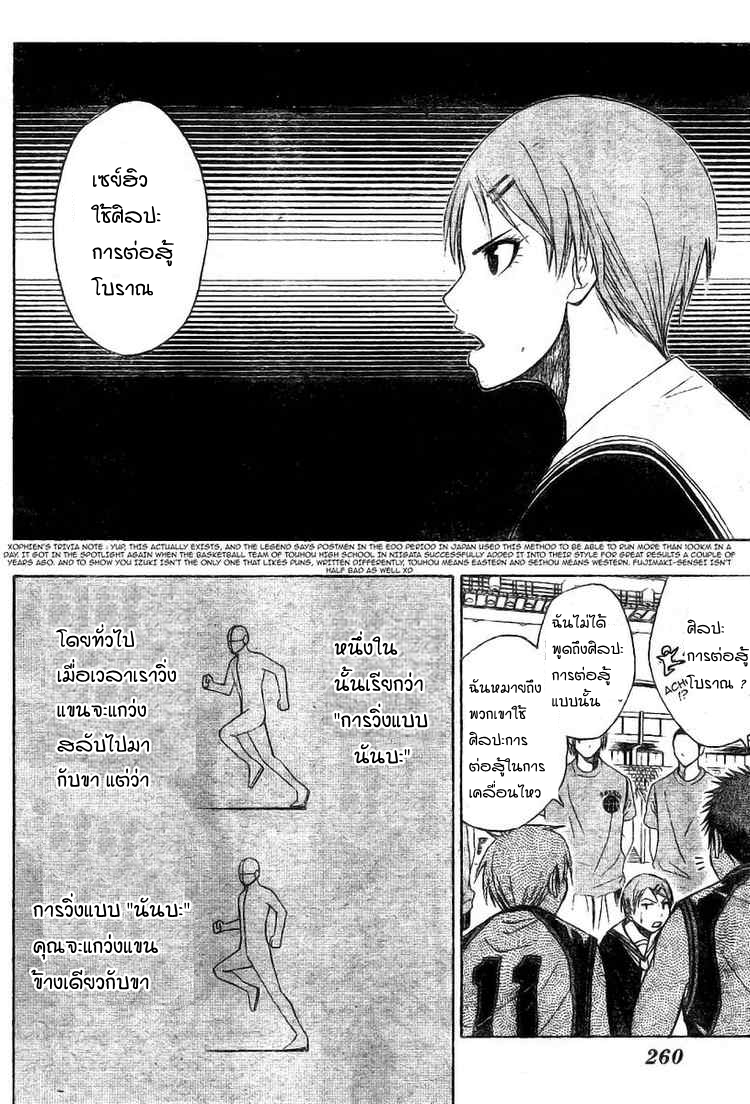 เซย์ฮิว
ใช้ศิลปะ
การต่อสู้
โบราณ
XOPHIEN'S TRIVIA NOTE : YUP, THIS ACTUALLY EXISTS, AND THE LEGEND SAYS POSTMEN IN THE EDO PERIOD IN JAPAN USED THIS METHOD TO BE ABLE TO RUN MORE THAN 100KM IN A
DAY. IT GOT IN THE SPOTLIGHT AGAIN WHEN THE BASKETBALL TEAM OF TOUHOU HIGH SCHOOL IN NIIGATA SUCCESSFULLY ADDED IT INTO THEIR STYLE FOR GREAT RESULTS A COUPLE OF
YEARS AGO. AND TO SHOW YOU IZUKI ISN'T THE ONLY ONE THAT LIKES PUNS, WRITTEN DIFFERENTLY, TOUHOU MEANS EASTERN AND SEIHOU MEANS WESTERN. FUJIMAKI-SENSEI ISN'T
HALF BAD AS WELL XD
ศิลปะ
การต่อสู้
โบราณ ?
ACHI
!?
ฉันไม่ได้
พูดถึงศิลปะ
การต่อสู้
แบบนั้น
ฉันหมายถึง
พวกเขาใช้
ศิลปะการ
ต่อสู้ในการ
เคลื่อนไหว
11
หนึ่งใน
นั้นเรียกว่า
"การวิ่งแบบ
นันบะ"
โดยทั่วไป
เมื่อเวลาเราวิ่ง
แขนจะแกว่ง
สลับไปมา
กับขา แต่ว่า
การวิ่งแบบ "นันบะ"
คุณจะแกว่งแขน
ข้างเดียวกับขา
260